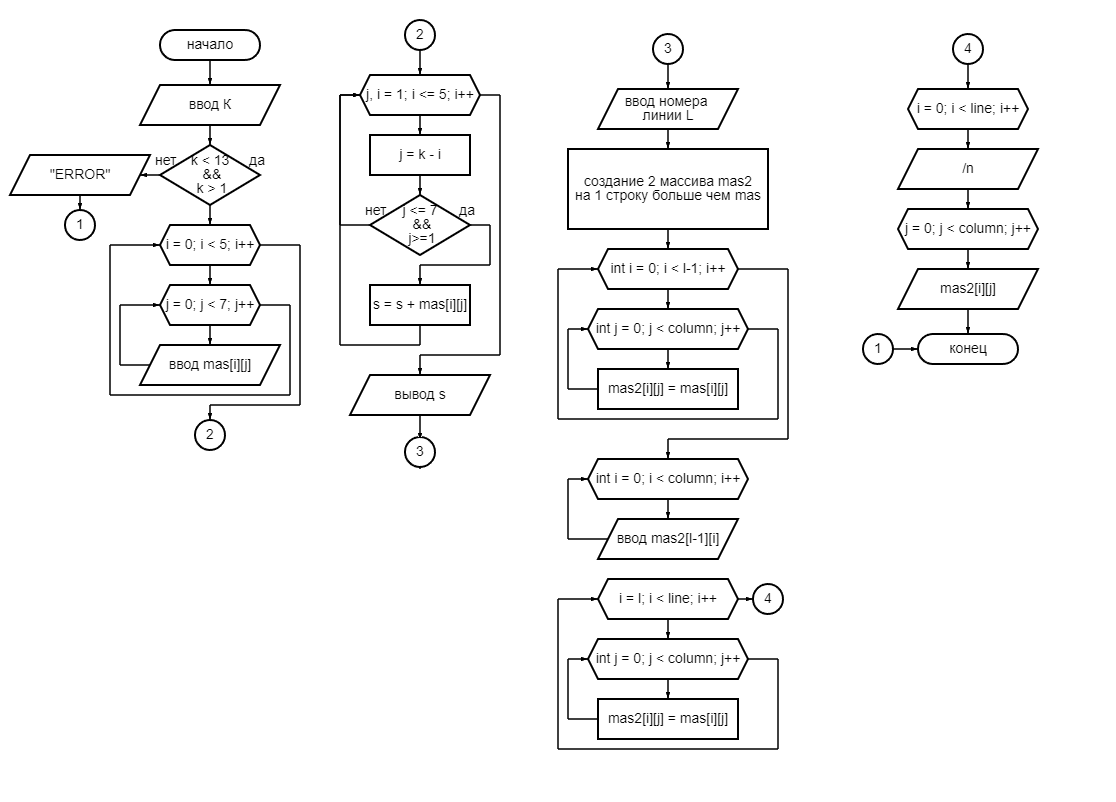 начало
ввод K
нет
k < 13
&&
k > 1
да
"ERROR"
1
i = 0; i < 5; i++
j = 0; j < 7; j++
ввод mas[i][j]
2
2
j, i = 1; i <= 5; i++
j = k - i
нет
j <= 7
&&
j>=1
да
s = s + mas[i][j]
вывод s
3
3
ввод номера
линии L
создание 2 массива mas2
на 1 строку больше чем mas
int i = 0; i < l-1; i++
int j = 0; j < column; j++
mas2[i][j] = mas[i][j]
int i = 0; i < column; i++
ввод mas2[l-1][i]
i = l; i < line; i++
4
int j = 0; j < column; j++
mas2[i][j] = mas[i][j]
4
i = 0; i < line; i++
/n
j = 0; j < column; j++
mas2[i][j]
1
конец